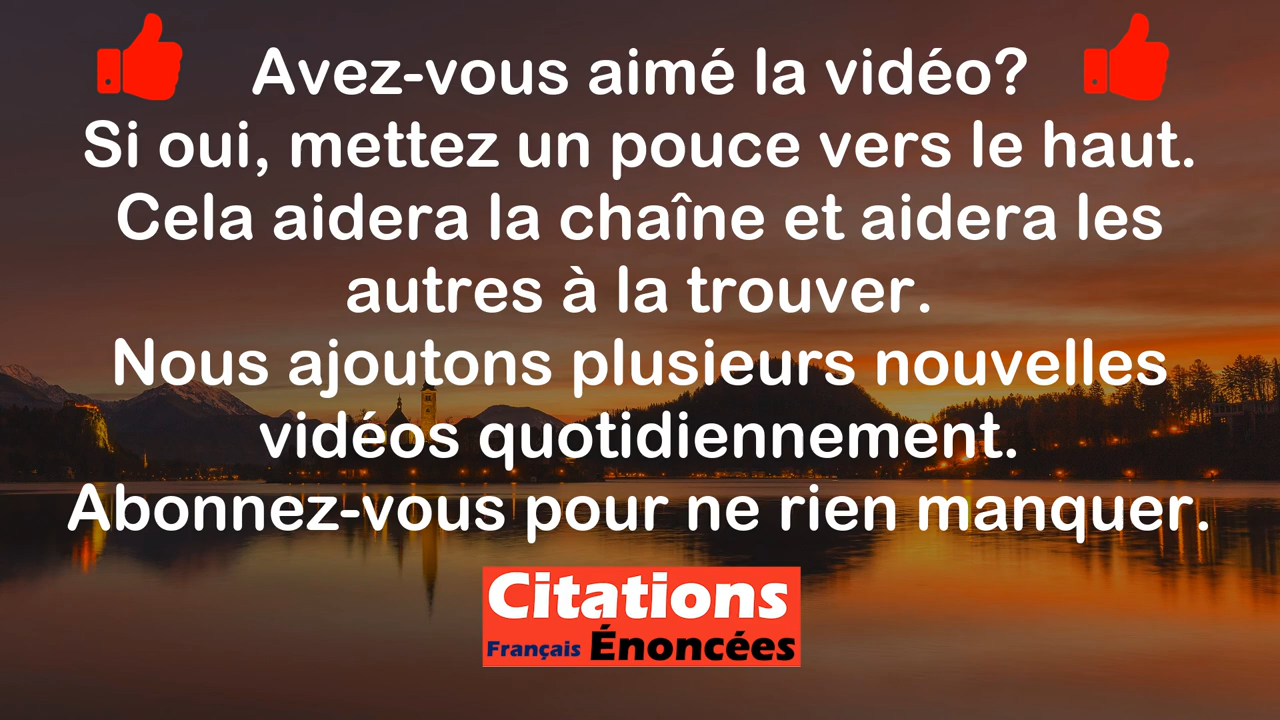 Avez-vous aimé la vidéo?
Si oui, mettez un pouce vers le haut.
Cela aidera la chaîne et aidera les
autres à la trouver.
Nous ajoutons plusieurs nouvelles
vidéos quotidiennement.
Abonnez-vous pour ne rien manquer.
Citations
Français Énoncées